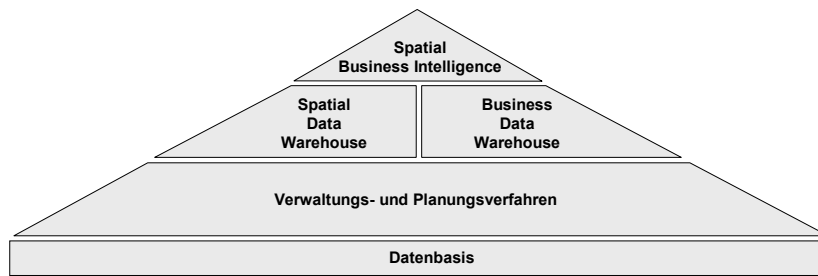 Spatial
Business Intelligence
Spatial
Data
Warehouse
Business
Data
Warehouse
Verwaltungs- und Planungsverfahren
Datenbasis